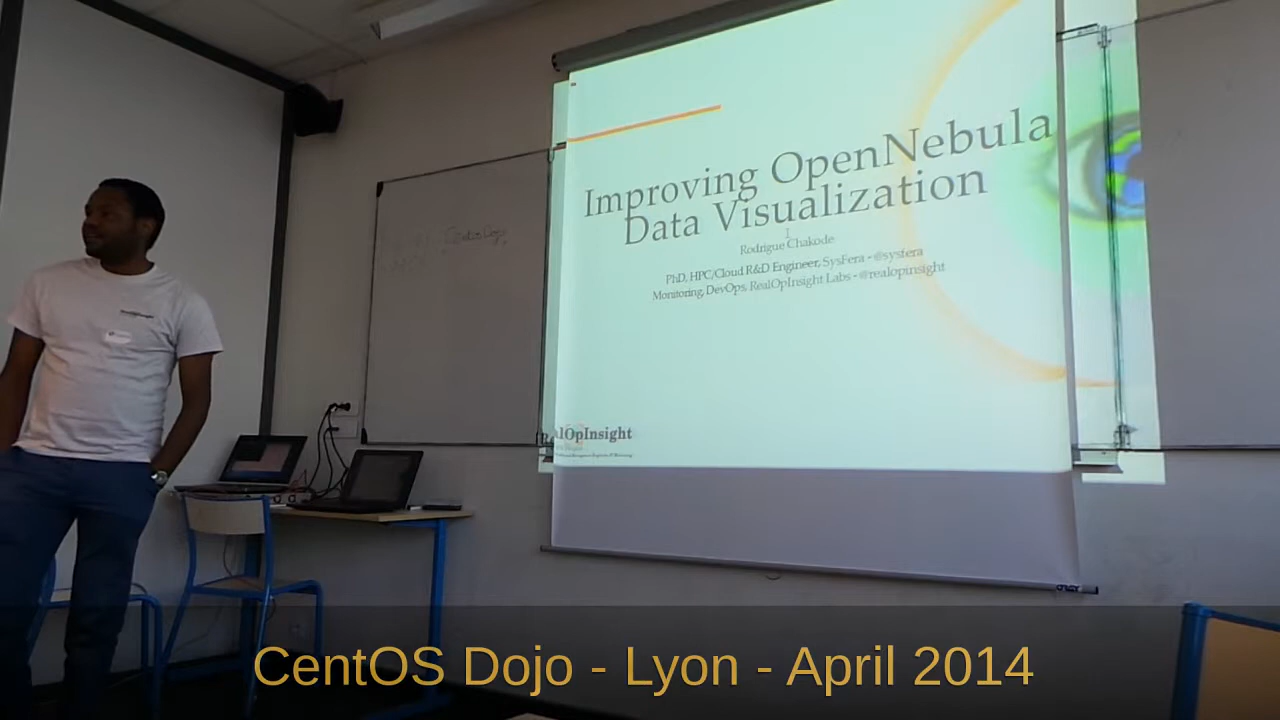 Improving OpenNebula
Data Visualization
Rodrigue Chakode
PhD, HPC/Cloud R&D Engineer, SysFera - @sysfera
Monitoring, DevOps, RealOpInsight Labs - @realopinsight
RealOpInsight
CentOS Dojo - Lyon - April 2014